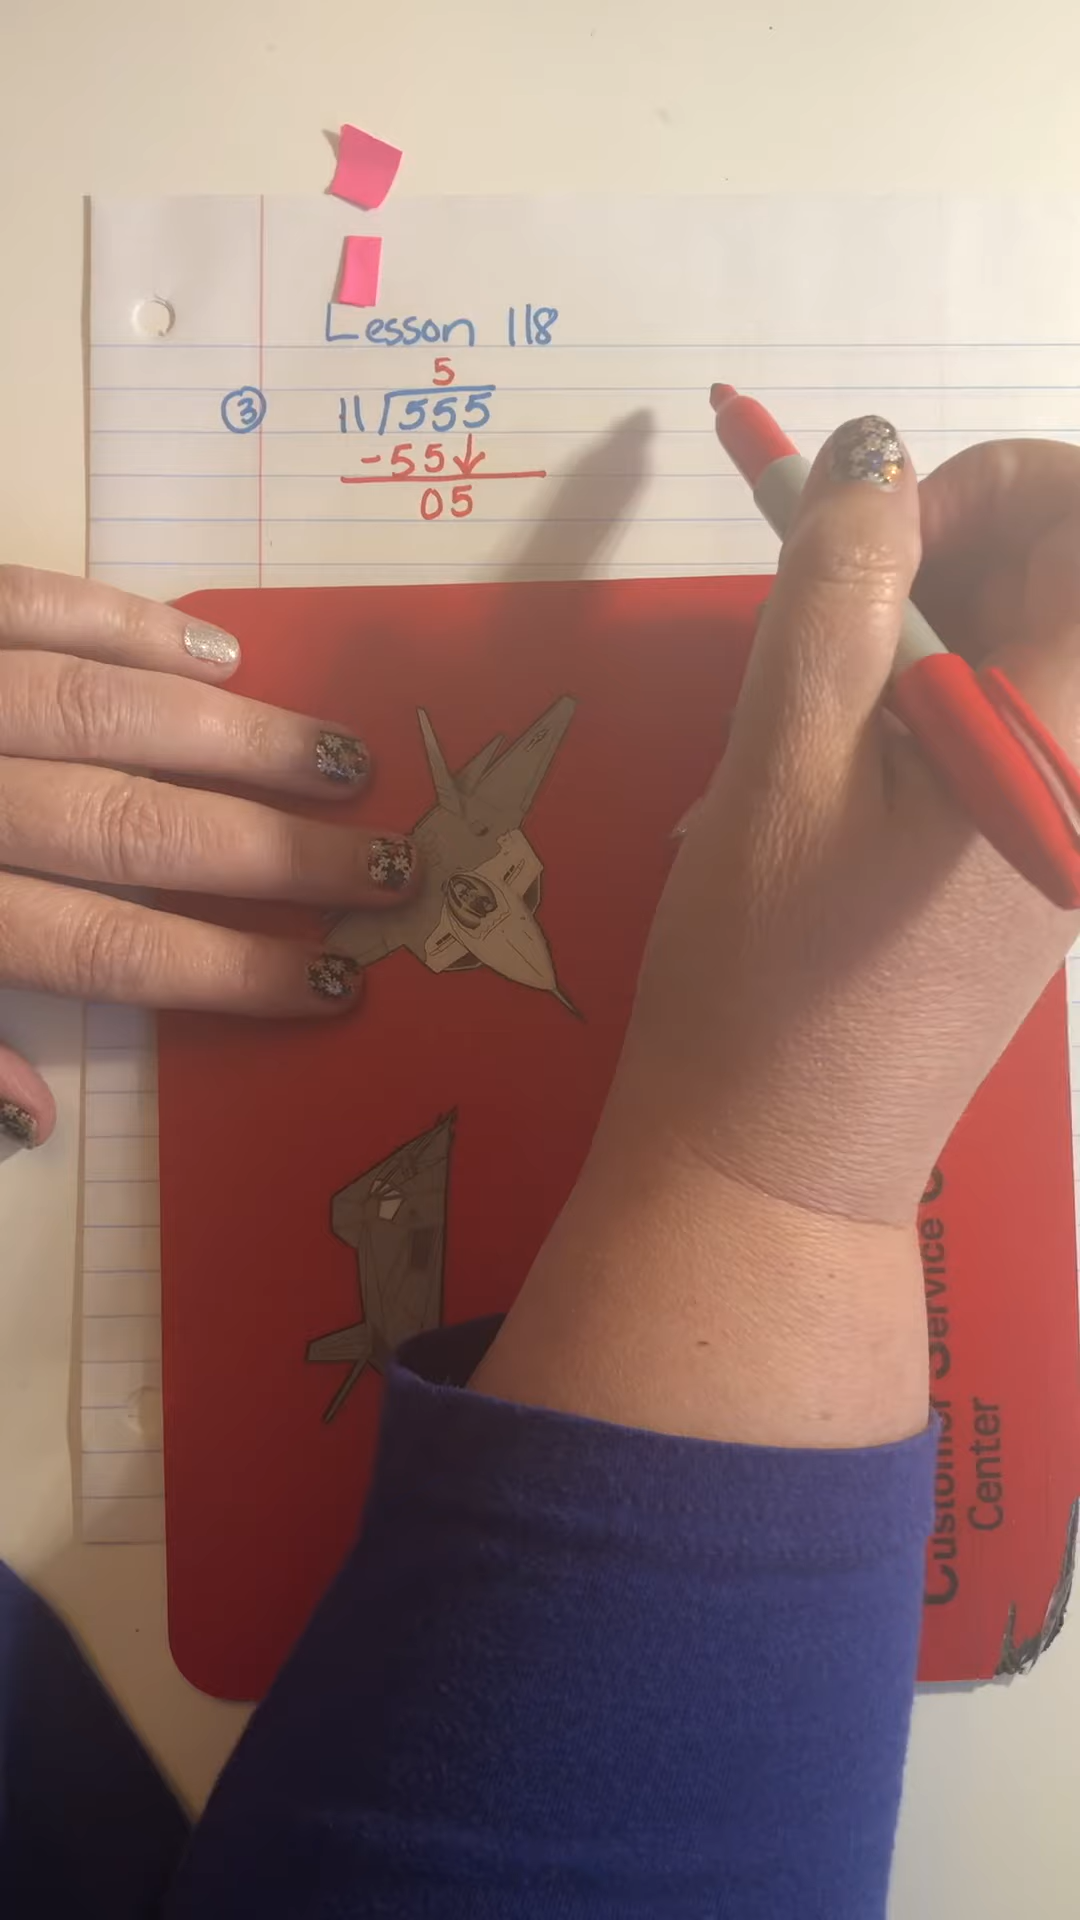 Lesson 118
5
③ 11/555
-55↓
05
Customer Service
Center